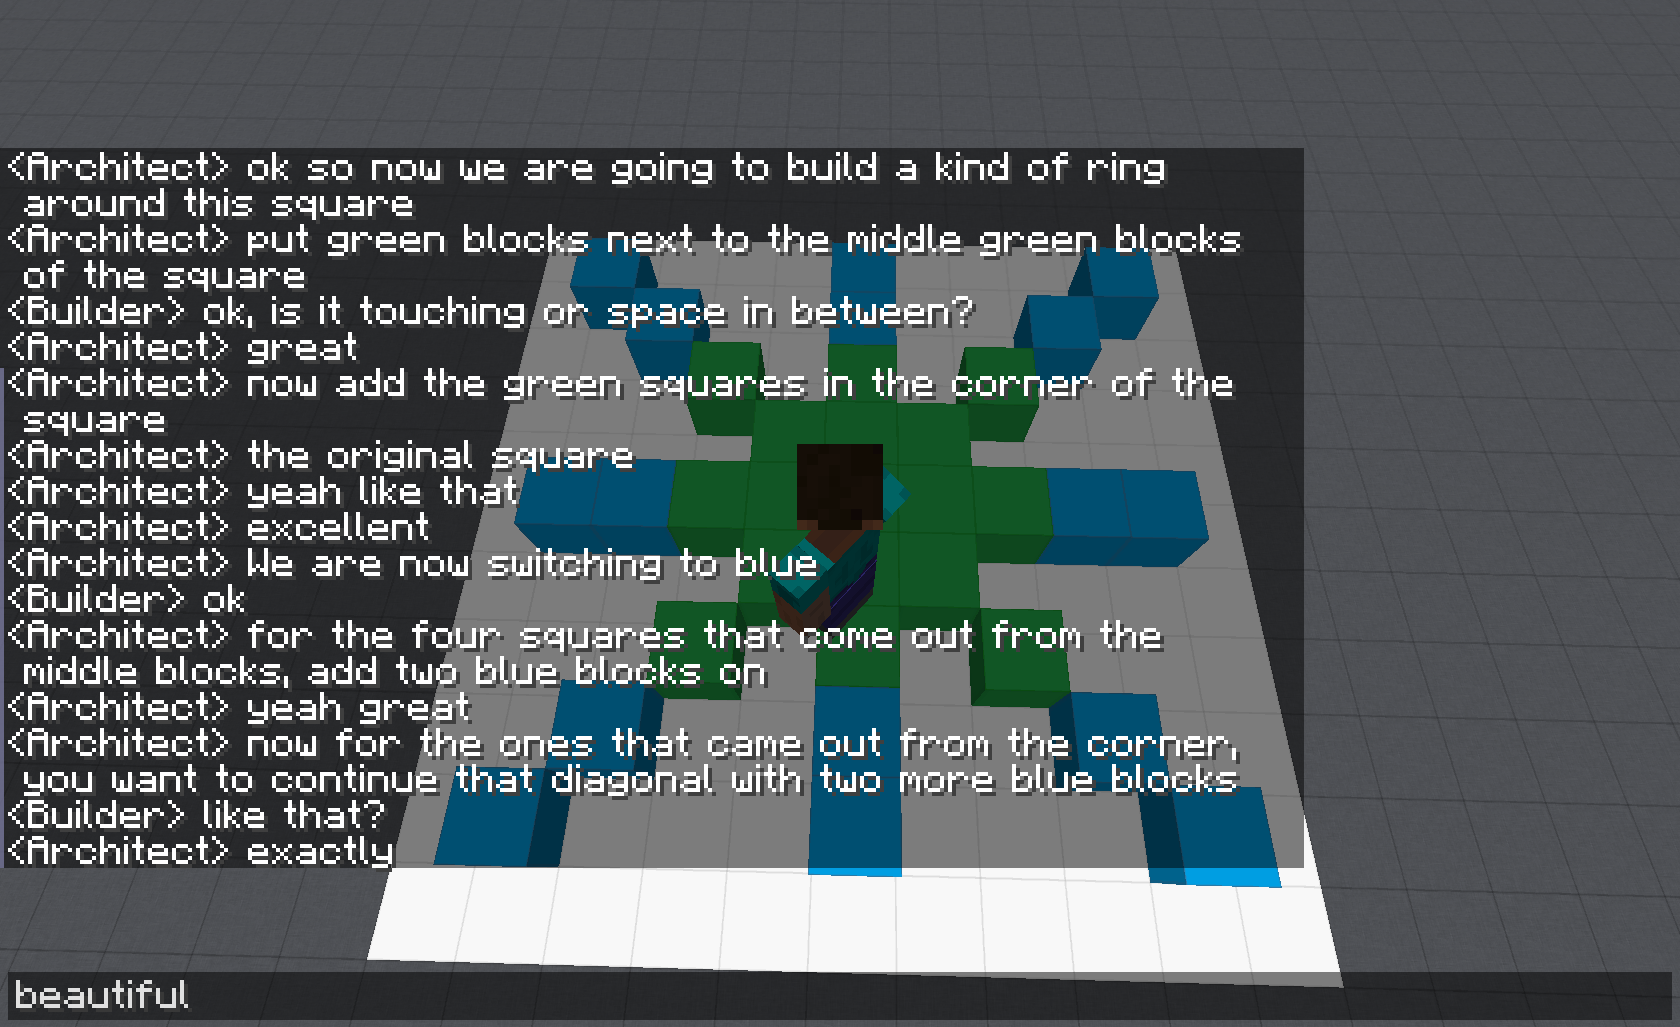 <Architect> ok so now we are going to build a kind of ring
around this square
<Architect> put green blocks next to the middle green blocks
of the square
<Builder> ok, is it touching or space in between?
<Architect> great
<Architect> now add the green squares in the corner of the
square
<Architect> the original square
<Architect> yeah like that
<Architect> excellent
<Architect> We are now switching to blue
<Builder> ok
<Architect> for the four squares that come out from the
middle blocks, add two blue blocks on
<Architect> yeah great
<Architect> now for the ones that came out from the corner,
you want to continue that diagonal with two more blue blocks
<Builder> like that?
<Architect> exactly
beautiful